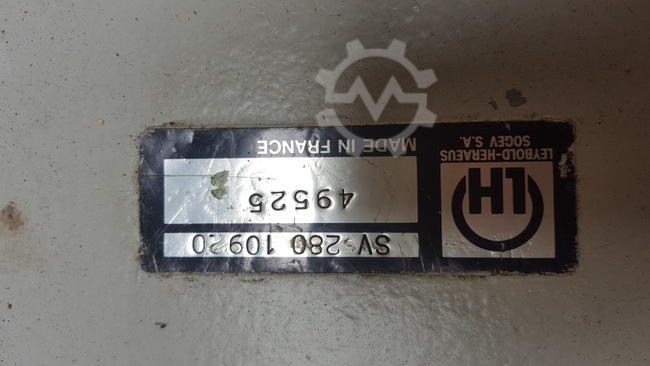 LH
LEYBOLD-HERAEUS
SOGEV S.A.
SV 280 10920
49525
MADE IN FRANCE